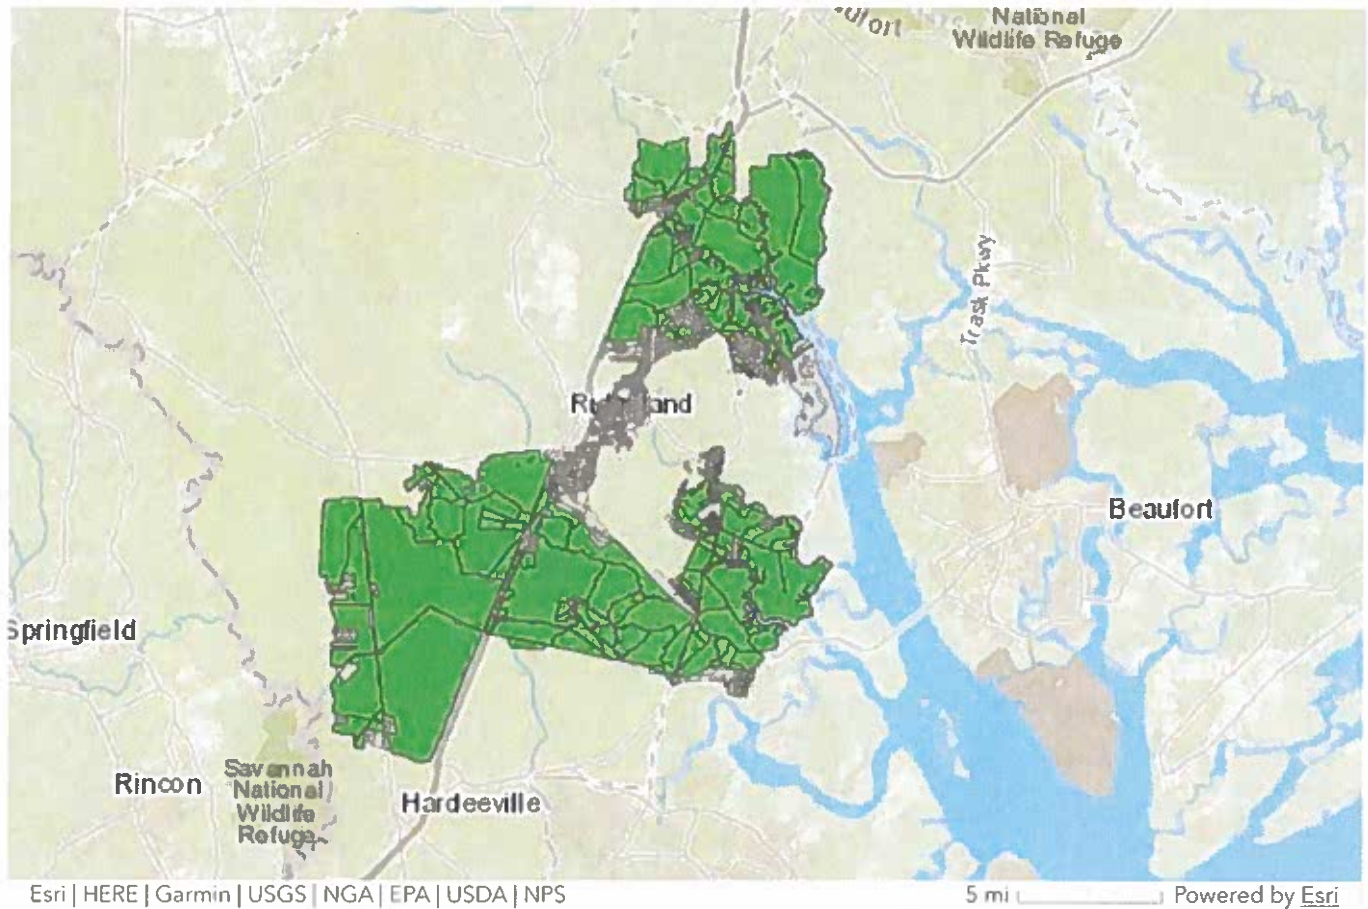 National
Wildlife Refuge
Trask Pkwy
Beaufort
Springfield
Rincon
Savannah
National
Wildlife
Refuge
Hardeeville
Esri | HERE | Garmin | USGS | NGA | EPA | USDA | NPS
5 mi
Powered by Esri